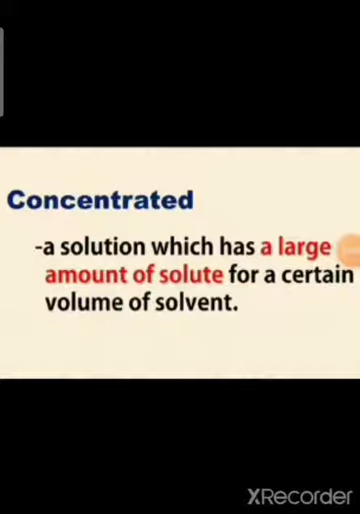 Concentrated
-a solution which has a large
amount of solute for a certain
volume of solvent.
XRecorder